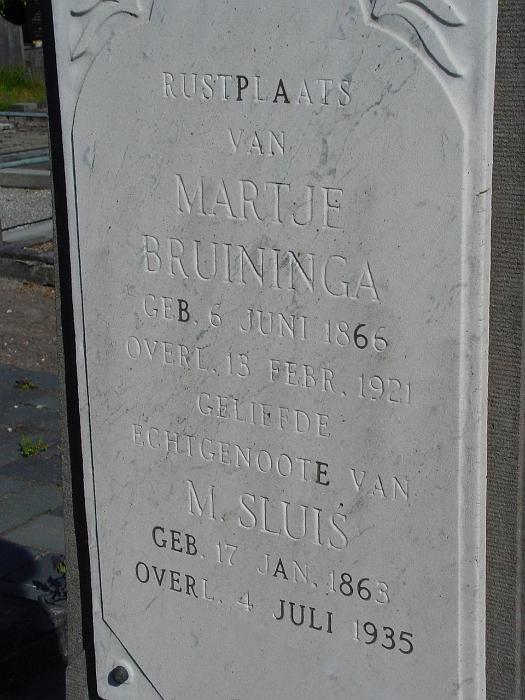 RUSTPLAATS
VAN
MARTJE
BRUININGA
GEB. 6 JUNI 1866
OVERL. 13 FEBR. 1921
GELIEFDE
ECHTGENOOTE VAN
M. SLUIS
GEB. 17 JAN. 1863
OVERL. 4 JULI 1935